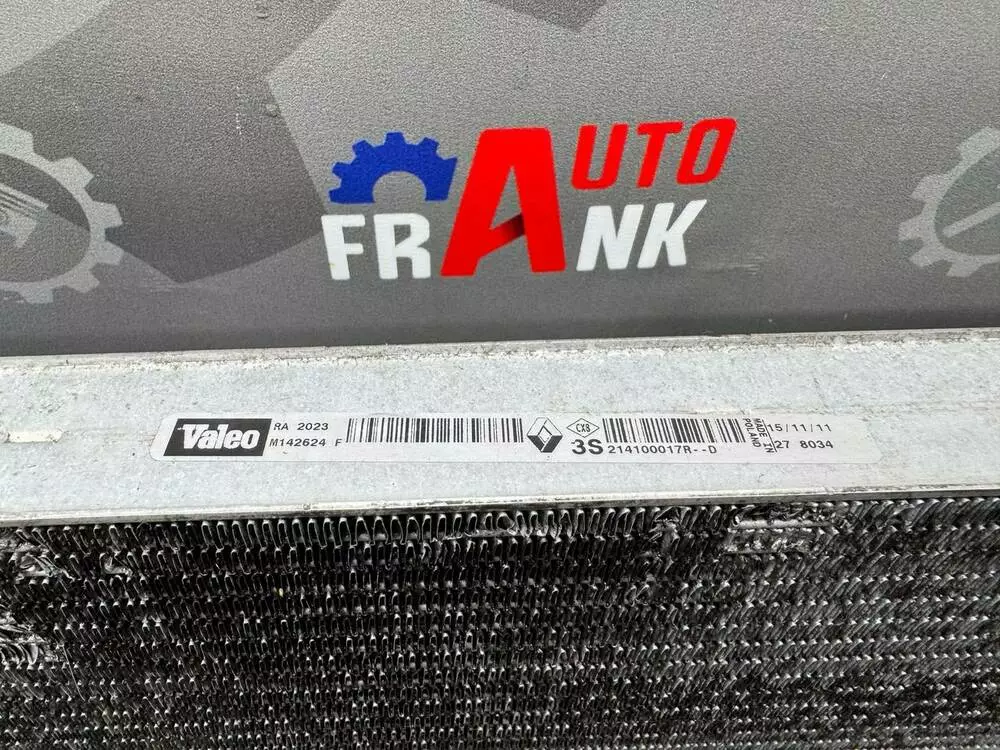 AUTO
FRANK
Valeo
RA 2023
M142624 F
CX8
3S 214100017R--D
MADE IN
POLAND
15/11/11
27 8034